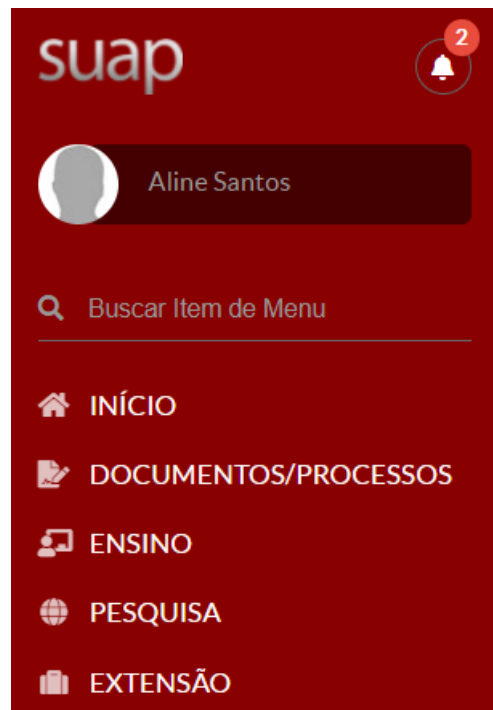 suap
2
Aline Santos
Buscar Item de Menu
INÍCIO
DOCUMENTOS/PROCESSOS
ENSINO
PESQUISA
EXTENSÃO